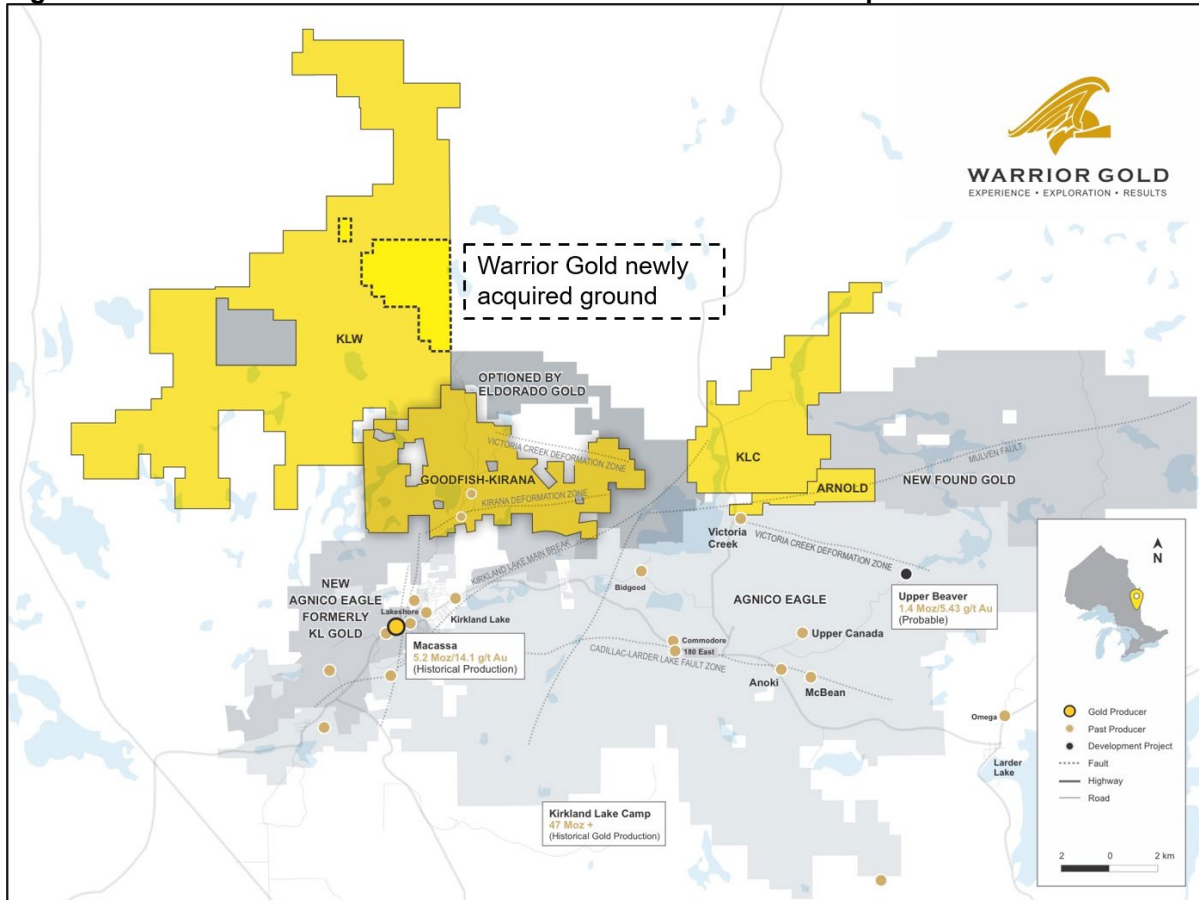 WARRIOR GOLD
EXPERIENCE • EXPLORATION • RESULTS
Warrior Gold newly
acquired ground
KLW
OPTIONED BY
ELDORADO GOLD
VICTORIA CREEK DEFORMATION ZONE
GOODFISH-KIRANA
KIRANA DEFORMATION ZONE
KLC
ARNOLD
MULVEN FAULT
NEW FOUND GOLD
Victoria
Creek
VICTORIA CREEK DEFORMATION ZONE
KIRKLAND LAKE MAIN BREAK
Bidgood
AGNICO EAGLE
Upper Beaver
1.4 Moz/5.43 g/t Au
(Probable)
NEW
AGNICO EAGLE
FORMERLY
KL GOLD
Lakeshore
Kirkland Lake
Macassa
5.2 Moz/14.1 g/t Au
(Historical Production)
Commodore
180 East
Upper Canada
CADILLAC-LARDER LAKE FAULT ZONE
Anoki
McBean
Omega
Larder
Lake
Kirkland Lake Camp
47 Moz +
(Historical Gold Production)
N
Gold Producer
Past Producer
Development Project
Fault
Highway
Road
2 0 2 km